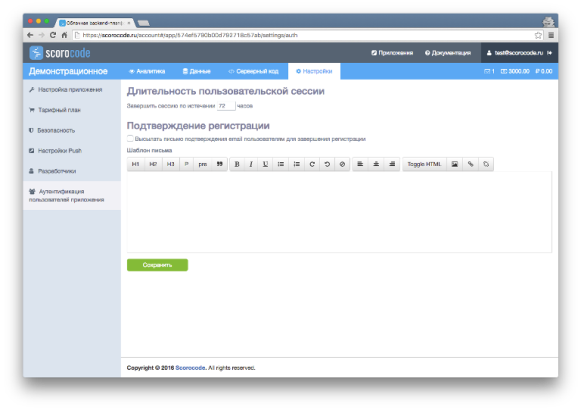 Облачная backend-плат
https://scorocode.ru/account#/app/574ef5790b00d792718c57ab/settings/auth
scorocode
Приложения
Документация
test@scorocode.ru
Демонстрационное
Аналитика
Данные
Серверный код
Настройки
1
3000.00
₽ 0.00
Настройка приложения
Тарифный план
Безопасность
Настройки Push
Разработчики
Аутентификация
пользователей приложения
Длительность пользовательской сессии
Завершить сессию по истечении 72 часов
Подтверждение регистрации
Высылать письмо подтверждения email пользователям для завершения регистрации
Шаблон письма
H1 H2 H3 P pre B I U Toggle HTML
Сохранить
Copyright © 2016 Scorocode. All rights reserved.